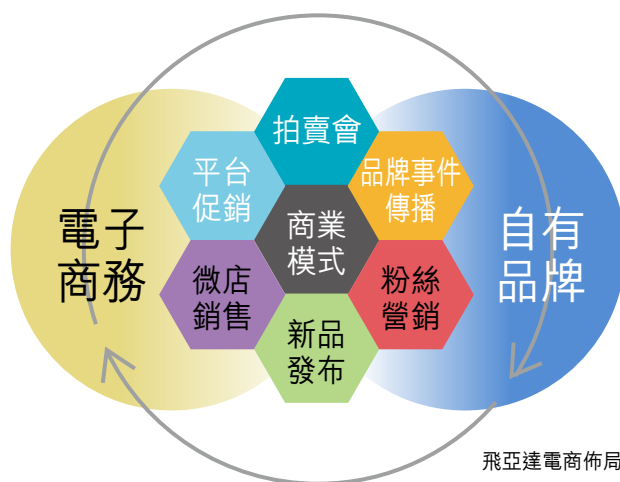 拍賣會
平台
促銷
品牌事件
傳播
電子
商務
商業
模式
自有
品牌
微店
銷售
粉絲
營銷
新品
發布
飛亞達電商佈局